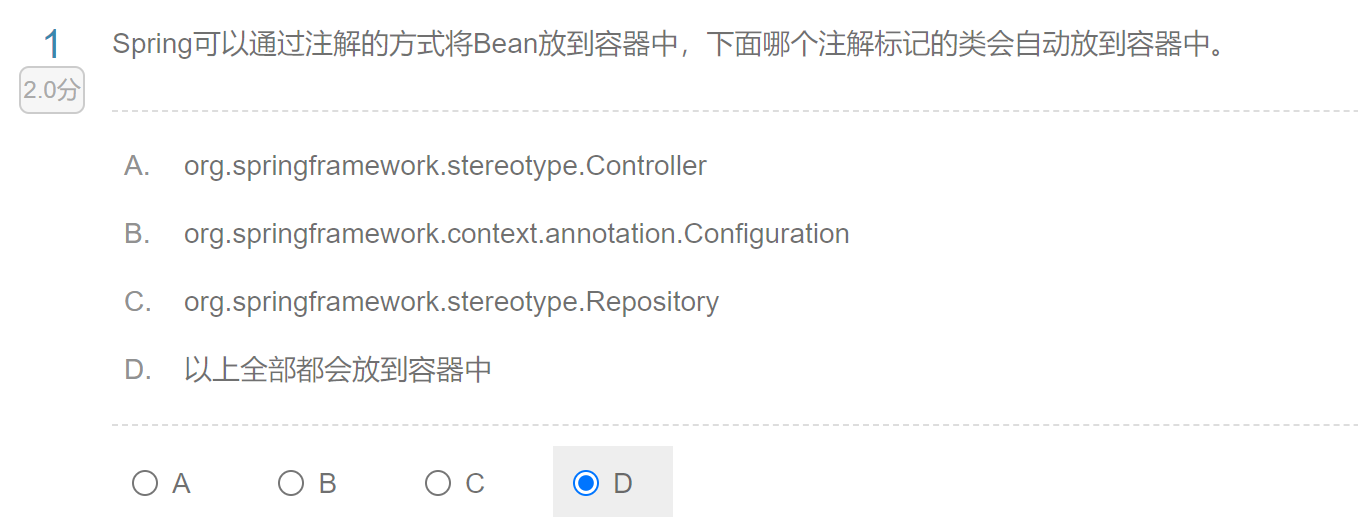 1 Spring可以通过注解的方式将Bean放到容器中，下面哪个注解标记的类会自动放到容器中。
2.0分
A. org.springframework.stereotype.Controller
B. org.springframework.context.annotation.Configuration
C. org.springframework.stereotype.Repository
D. 以上全部都会放到容器中
A B C D